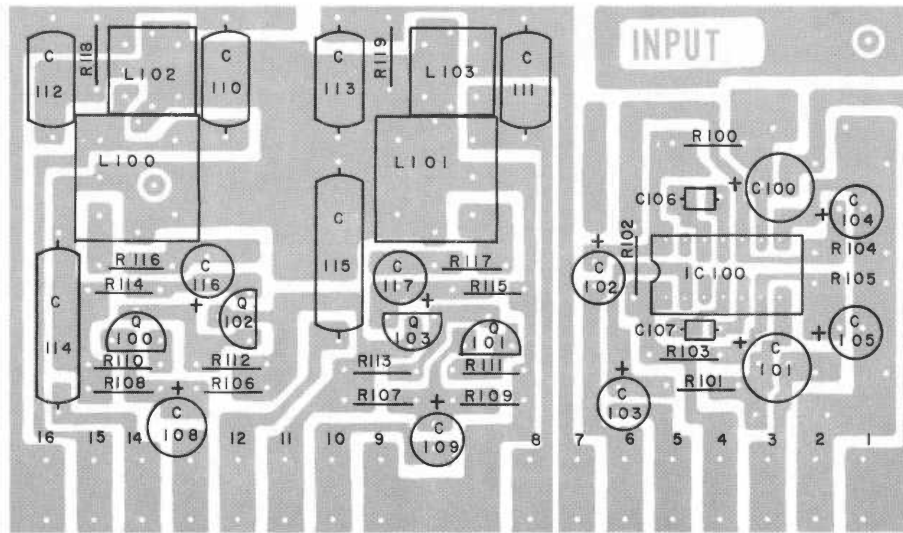 R118
C
112
L102
C
110
R119
C
113
L103
C
111
INPUT
L100
L101
R100
C106
+
C100
+
C
104
R104
R102
IC100
R105
C
115
+
C
102
R116
C
116
R114
+
R117
C
117
R115
+
C
114
Q
100
Q
102
Q
103
Q
101
C107
R103
R101
+
C
101
+
C
105
R110
R108
R112
R106
R113
R107
R111
R109
+
C
108
+
C
109
+
C
103
16 15 14 12 11 10 9 8 7 6 5 4 3 2 1